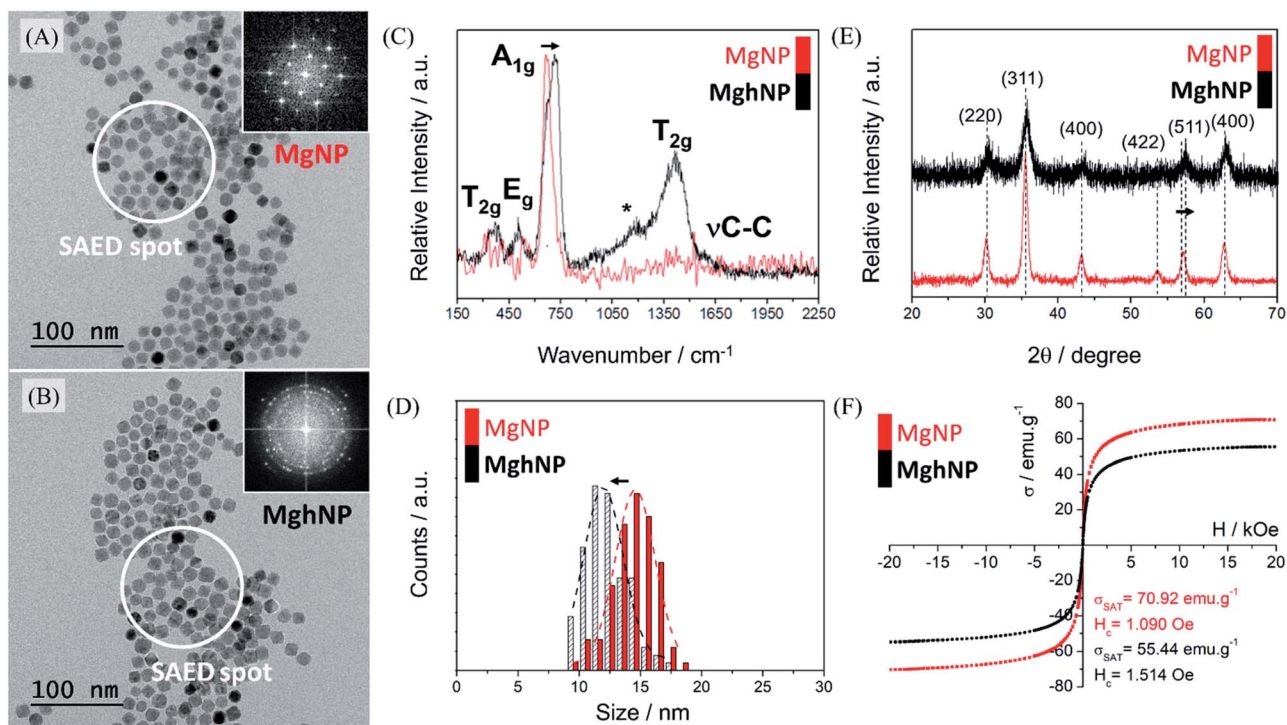 (A)
MgNP
SAED spot
100 nm
(B)
MghNP
SAED spot
100 nm
(C)
MgNP
MghNP
A1g
T2g
Eg
T2g
*
νC-C
Relative Intensity / a.u.
150 450 750 1050 1350 1650 1950 2250
Wavenumber / cm-1
(D)
MgNP
MghNP
Counts / a.u.
0 5 10 15 20 25 30
Size / nm
(E)
MgNP
MghNP
(220) (311) (400) (422) (511) (400)
Relative Intensity / a.u.
20 30 40 50 60 70
2θ / degree
(F)
MgNP
MghNP
σ / emu.g-1
80
60
40
20
H / kOe
-20 -15 -10 -5 5 10 15 20
-20
-40
-60
-80
σSAT= 70.92 emu.g-1
Hc= 1.090 Oe
σSAT= 55.44 emu.g-1
Hc= 1.514 Oe